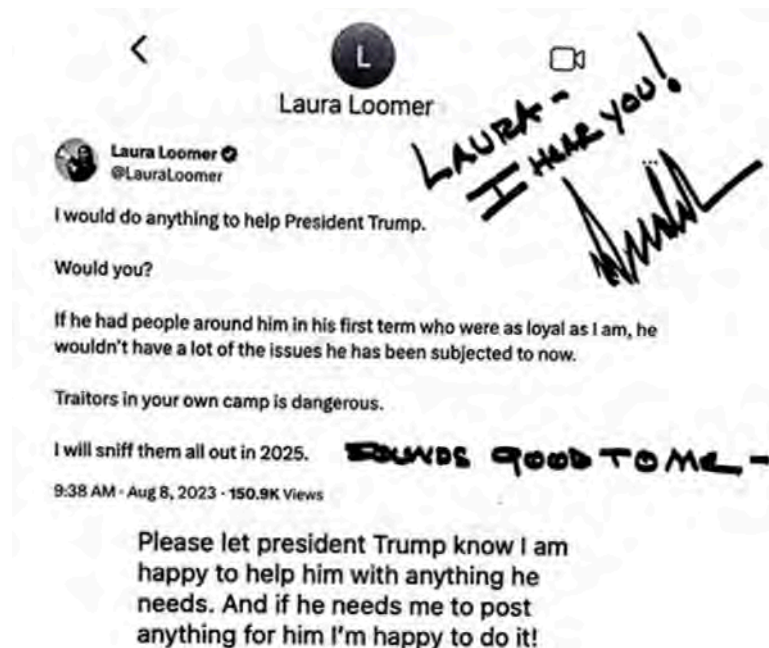 L
Laura Loomer
LAURA-
I HEAR YOU!
Laura Loomer
@LauraLoomer
I would do anything to help President Trump.
Would you?
If he had people around him in his first term who were as loyal as I am, he
wouldn't have a lot of the issues he has been subjected to now.
Traitors in your own camp is dangerous.
I will sniff them all out in 2025. SOUNDS GOOD TO ME-
9:38 AM · Aug 8, 2023 · 150.9K Views
Please let president Trump know I am
happy to help him with anything he
needs. And if he needs me to post
anything for him I'm happy to do it!